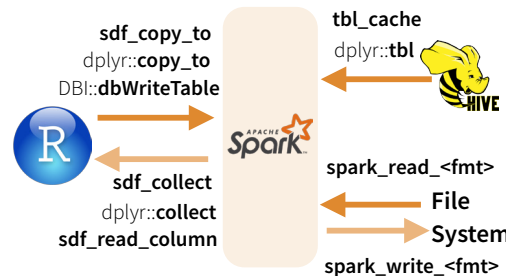 sdf_copy_to
dplyr::copy_to
DBI::dbWriteTable
R
sdf_collect
dplyr::collect
sdf_read_column
APACHE
Spark™
tbl_cache
dplyr::tbl
HIVE
spark_read_<fmt>
File
System
spark_write_<fmt>